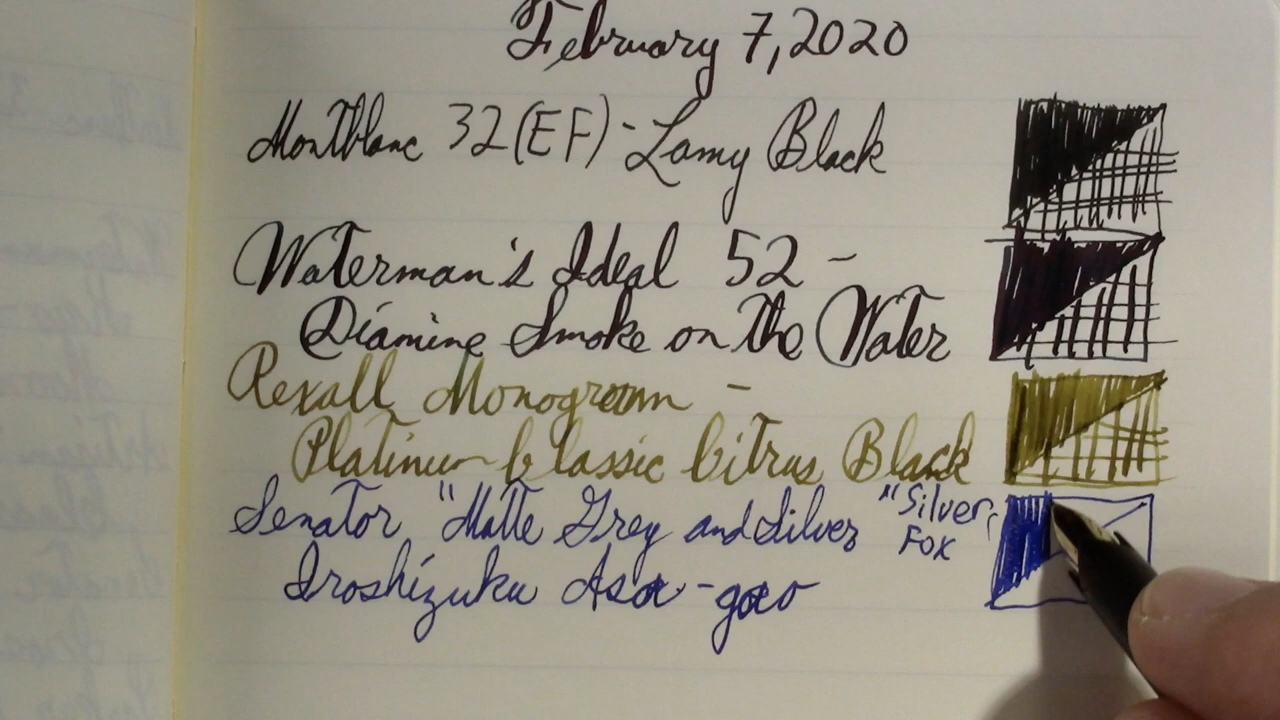 February 7, 2020
Montblanc 32 (EF) - Lamy Black
Waterman's Ideal 52 -
Diamine Smoke on the Water
Rexall Monogram -
Platinum Classic Citrus Black
Senator "Matte Grey and Silver "Silver
Fox
Iroshizuku Asa-gao